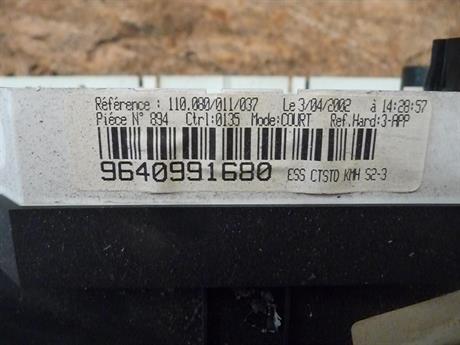 Référence : 110.080/011/037 Le 3/04/2002 à 14:28:57
Pièce N° 894 Ctrl:0135 Mode:COURT Ref.Hard:3-APP
9640991680 ESS CTSTD KMH S2-3